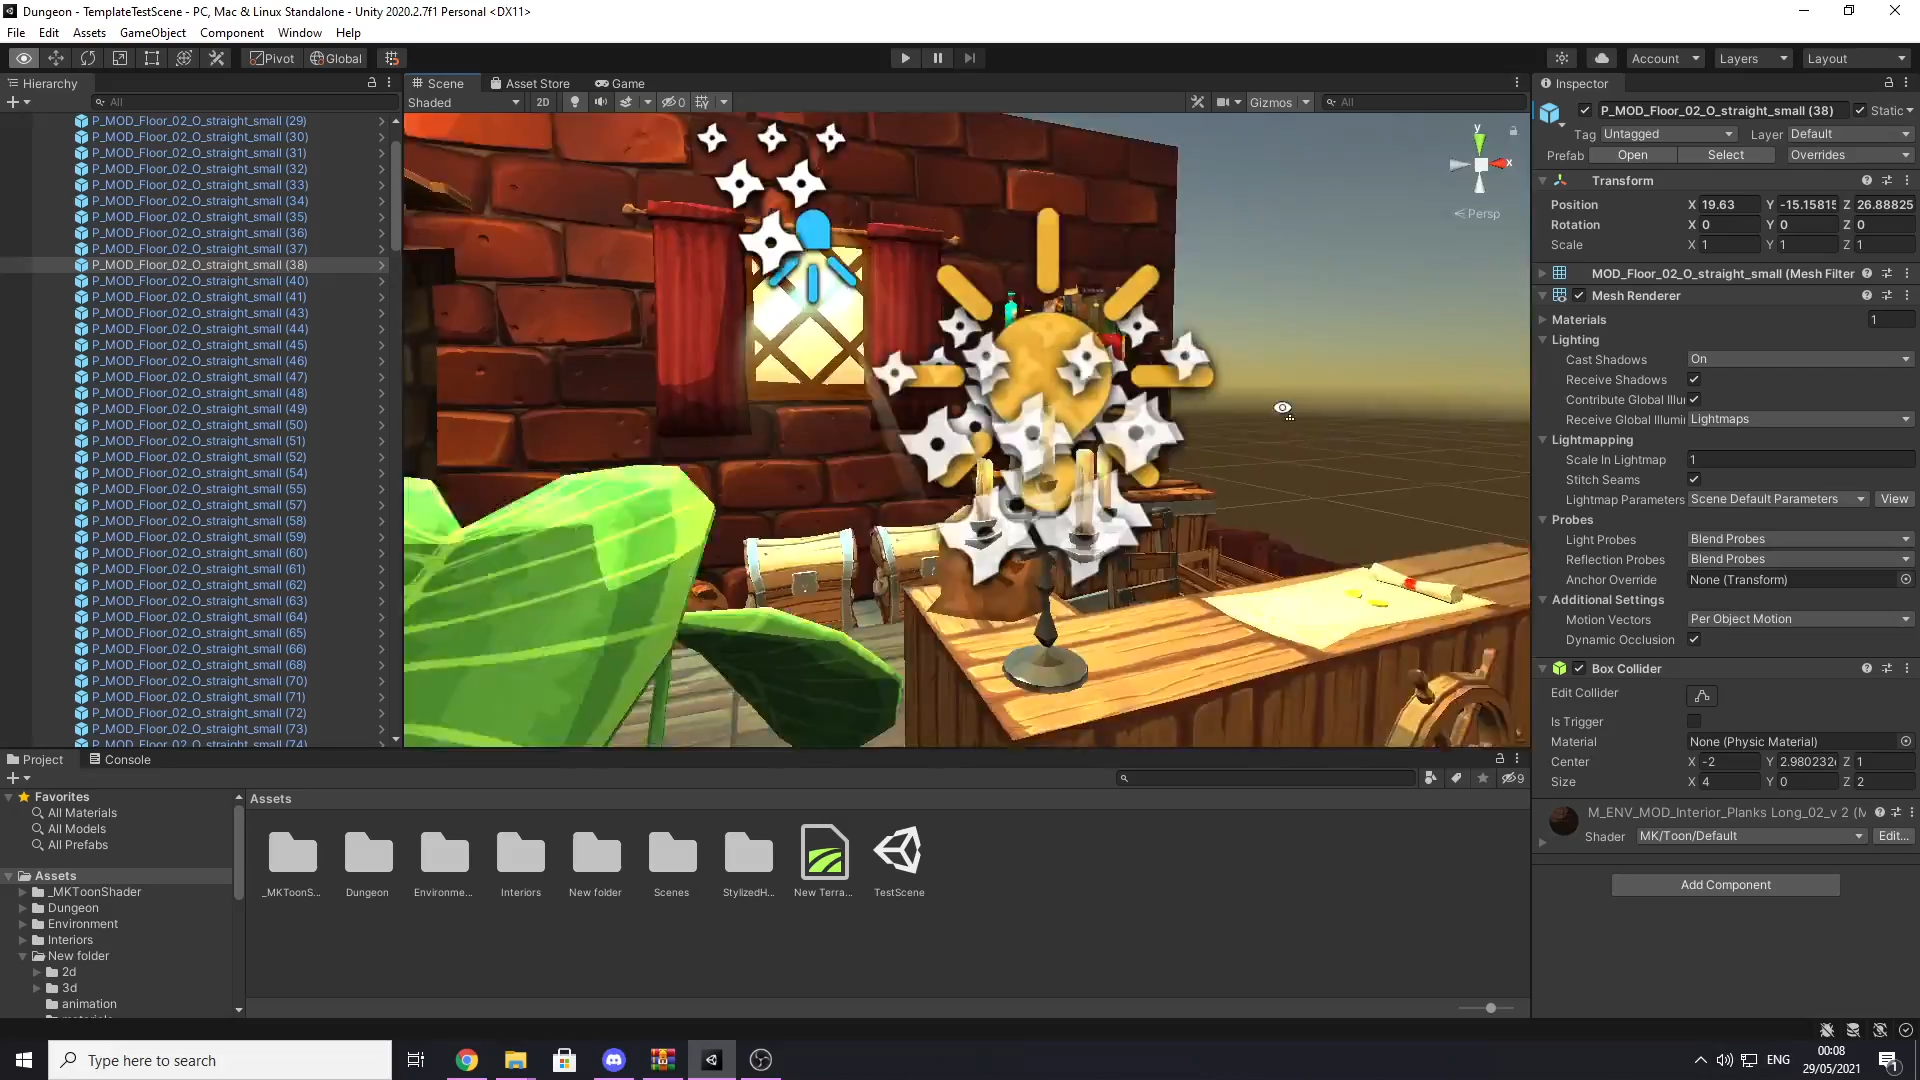 Dungeon - TemplateTestScene - PC, Mac & Linux Standalone - Unity 2020.2.7f1 Personal <DX11>
File Edit Assets GameObject Component Window Help
Pivot Global Account Layers Layout
Hierarchy
All
P_MOD_Floor_02_O_straight_small (29)
P_MOD_Floor_02_O_straight_small (30)
P_MOD_Floor_02_O_straight_small (31)
P_MOD_Floor_02_O_straight_small (32)
P_MOD_Floor_02_O_straight_small (33)
P_MOD_Floor_02_O_straight_small (34)
P_MOD_Floor_02_O_straight_small (35)
P_MOD_Floor_02_O_straight_small (36)
P_MOD_Floor_02_O_straight_small (37)
P_MOD_Floor_02_O_straight_small (38)
P_MOD_Floor_02_O_straight_small (40)
P_MOD_Floor_02_O_straight_small (41)
P_MOD_Floor_02_O_straight_small (43)
P_MOD_Floor_02_O_straight_small (44)
P_MOD_Floor_02_O_straight_small (45)
P_MOD_Floor_02_O_straight_small (46)
P_MOD_Floor_02_O_straight_small (47)
P_MOD_Floor_02_O_straight_small (48)
P_MOD_Floor_02_O_straight_small (49)
P_MOD_Floor_02_O_straight_small (50)
P_MOD_Floor_02_O_straight_small (51)
P_MOD_Floor_02_O_straight_small (52)
P_MOD_Floor_02_O_straight_small (54)
P_MOD_Floor_02_O_straight_small (55)
P_MOD_Floor_02_O_straight_small (57)
P_MOD_Floor_02_O_straight_small (58)
P_MOD_Floor_02_O_straight_small (59)
P_MOD_Floor_02_O_straight_small (60)
P_MOD_Floor_02_O_straight_small (61)
P_MOD_Floor_02_O_straight_small (62)
P_MOD_Floor_02_O_straight_small (63)
P_MOD_Floor_02_O_straight_small (64)
P_MOD_Floor_02_O_straight_small (65)
P_MOD_Floor_02_O_straight_small (66)
P_MOD_Floor_02_O_straight_small (68)
P_MOD_Floor_02_O_straight_small (70)
P_MOD_Floor_02_O_straight_small (71)
P_MOD_Floor_02_O_straight_small (72)
P_MOD_Floor_02_O_straight_small (73)
P_MOD_Floor_02_O_straight_small (74)
Scene Asset Store Game
Shaded 2D 0 Gizmos All
y
x
Persp
Inspector
P_MOD_Floor_02_O_straight_small (38) Static
Tag Untagged Layer Default
Prefab Open Select Overrides
Transform
Position X 19.63 Y -15.15815 Z 26.88825
Rotation X 0 Y 0 Z 0
Scale X 1 Y 1 Z 1
MOD_Floor_02_O_straight_small (Mesh Filter
Mesh Renderer
Materials 1
Lighting
Cast Shadows On
Receive Shadows
Contribute Global Illu
Receive Global Illumin Lightmaps
Lightmapping
Scale In Lightmap 1
Stitch Seams
Lightmap Parameters Scene Default Parameters View
Probes
Light Probes Blend Probes
Reflection Probes Blend Probes
Anchor Override None (Transform)
Additional Settings
Motion Vectors Per Object Motion
Dynamic Occlusion
Box Collider
Edit Collider
Is Trigger
Material None (Physic Material)
Center X -2 Y 2.980232 Z 1
Size X 4 Y 0 Z 2
M_ENV_MOD_Interior_Planks Long_02_v 2 (M
Shader MK/Toon/Default Edit...
Add Component
Project Console
9
Favorites
All Materials
All Models
All Prefabs
Assets
_MKToonShader
Dungeon
Environment
Interiors
New folder
2d
3d
animation
Assets
_MKToonS... Dungeon Environme... Interiors New folder Scenes StylizedH... New Terra... TestScene
Type here to search
ENG
00:08
29/05/2021
1